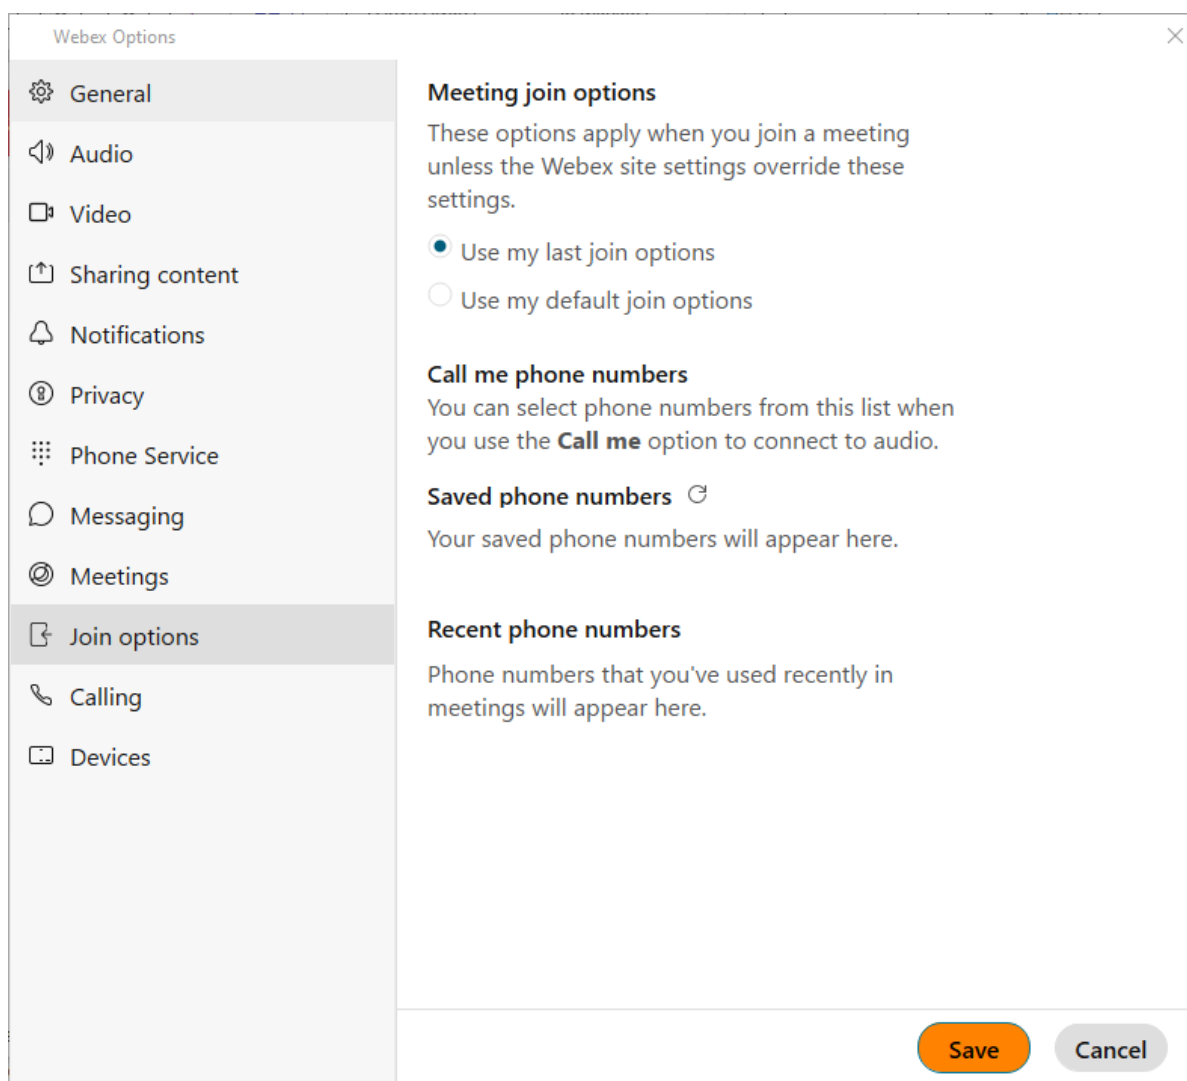 Webex Options
General
Audio
Video
Sharing content
Notifications
Privacy
Phone Service
Messaging
Meetings
Join options
Calling
Devices
Meeting join options
These options apply when you join a meeting
unless the Webex site settings override these
settings.
Use my last join options
Use my default join options
Call me phone numbers
You can select phone numbers from this list when
you use the Call me option to connect to audio.
Saved phone numbers
Your saved phone numbers will appear here.
Recent phone numbers
Phone numbers that you've used recently in
meetings will appear here.
Save
Cancel